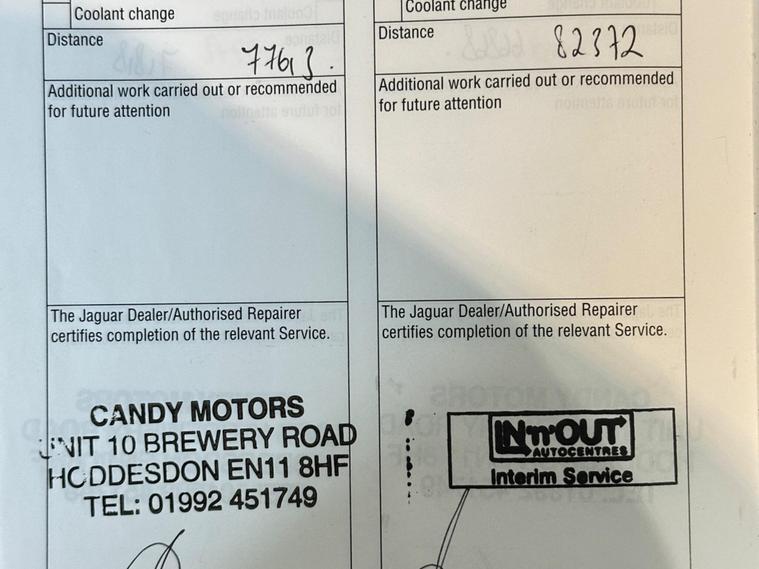 Coolant change
Distance
Additional work carried out or recommended
for future attention
The Jaguar Dealer/Authorised Repairer
certifies completion of the relevant Service.
CANDY MOTORS
UNIT 10 BREWERY ROAD
HODDESDON EN11 8HF
TEL: 01992 451749
Coolant change
Distance 82372
Additional work carried out or recommended
for future attention
The Jaguar Dealer/Authorised Repairer
certifies completion of the relevant Service.
IN'n'OUT
AUTOCENTRES
Interim Service